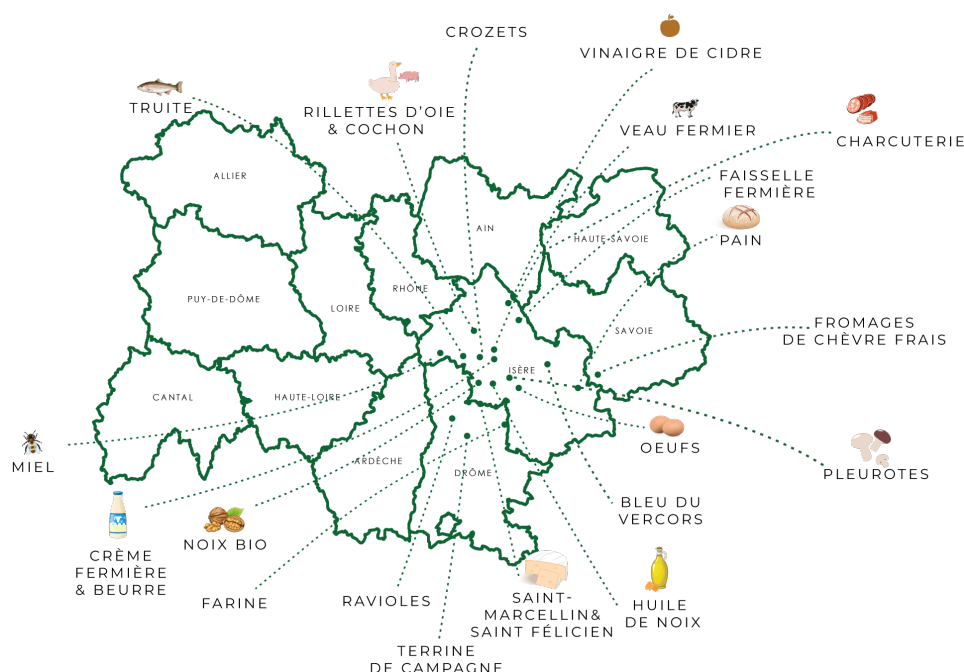 CROZETS
VINAIGRE DE CIDRE
TRUITE
RILLETTES D'OIE
& COCHON
VEAU FERMIER
CHARCUTERIE
FAISSELLE
FERMIÈRE
PAIN
ALLIER
AIN
HAUTE-SAVOIE
RHÔNE
PUY-DE-DÔME
LOIRE
SAVOIE
FROMAGES
DE CHÈVRE FRAIS
ISÈRE
CANTAL
HAUTE-LOIRE
OEUFS
MIEL
ARDÈCHE
DRÔME
PLEUROTES
BLEU DU
VERCORS
NOIX BIO
CRÈME
FERMIÈRE
& BEURRE
FARINE
RAVIOLES
SAINT-
MARCELLIN&
SAINT FÉLICIEN
HUILE
DE NOIX
TERRINE
DE CAMPAGNE